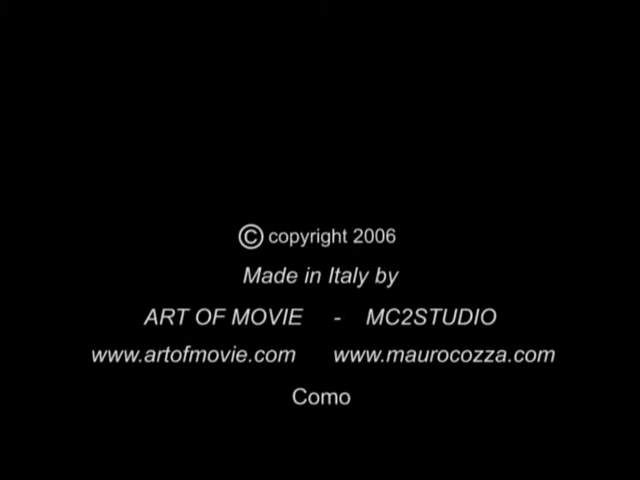 © copyright 2006
Made in Italy by
ART OF MOVIE - MC2STUDIO
www.artofmovie.com www.maurocozza.com
Como